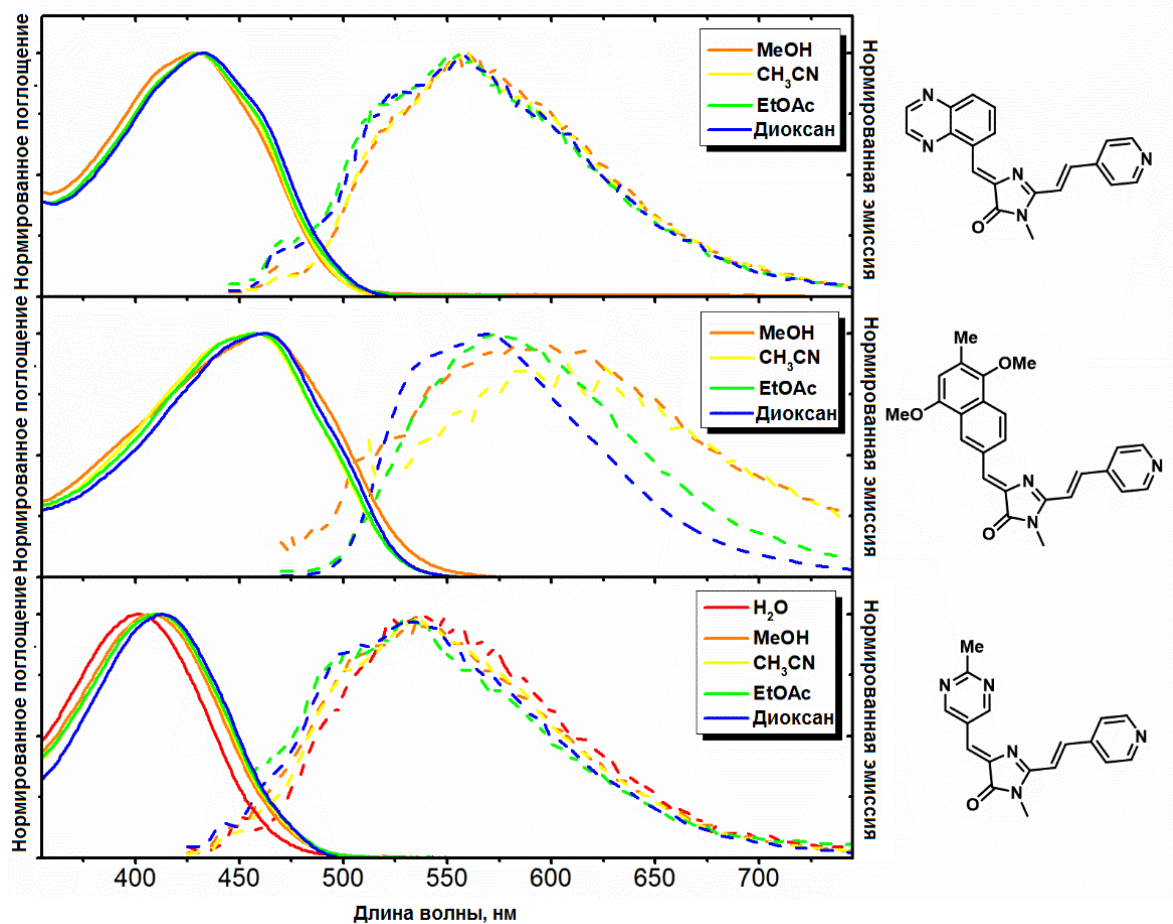 Нормированное поглощение
MeOH
CH₃CN
EtOAc
Диоксан
Нормированная эмиссия
N
N
N
N
O
N
Нормированное поглощение
MeOH
CH₃CN
EtOAc
Диоксан
Нормированная эмиссия
Me
OMe
MeO
N
N
O
N
Нормированное поглощение
H₂O
MeOH
CH₃CN
EtOAc
Диоксан
Нормированная эмиссия
Me
N N
N
N
O
N
400 450 500 550 600 650 700
Длина волны, нм